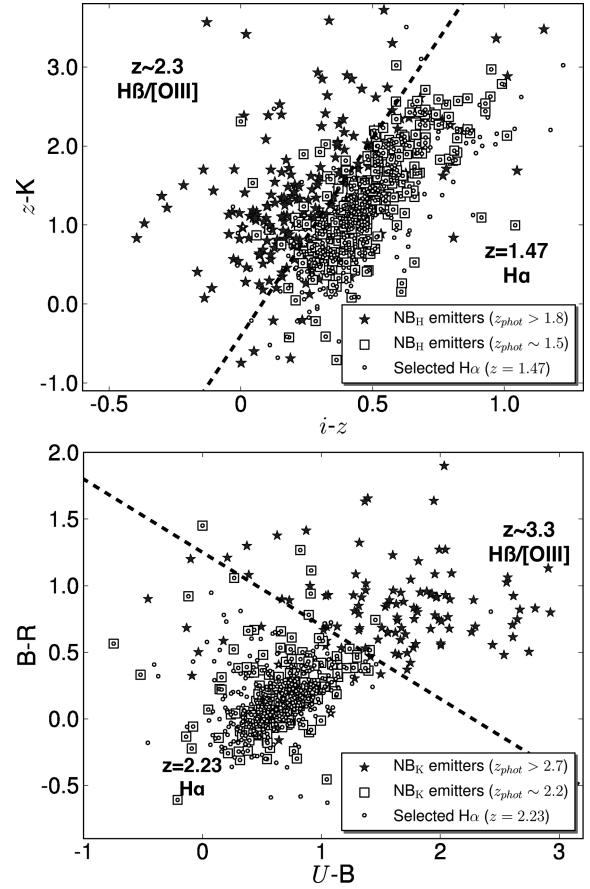 3.0
2.0
1.0
0.0
-1.0
z-K
z~2.3
Hß/[OIII]
z=1.47
Hα
NB_H emitters (z_phot > 1.8)
NB_H emitters (z_phot ∼ 1.5)
Selected Hα (z = 1.47)
-0.5
0
0.5
1.0
i-z
2.0
1.5
1.0
0.5
0.0
-0.5
B-R
z~3.3
Hß/[OIII]
z=2.23
Hα
NB_K emitters (z_phot > 2.7)
NB_K emitters (z_phot ∼ 2.2)
Selected Hα (z = 2.23)
-1
0
1
2
3
U-B